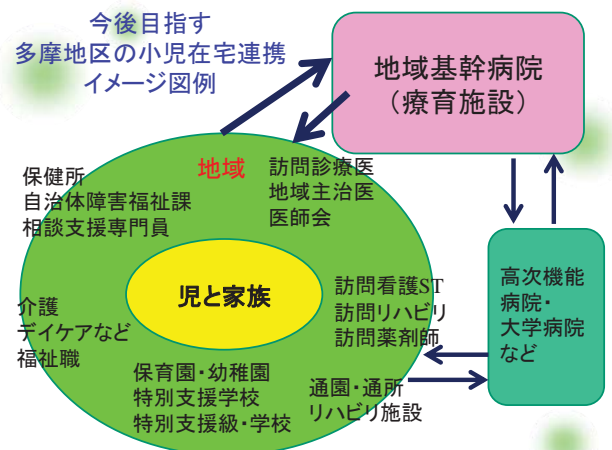 今後目指す
多摩地区の小児在宅連携
イメージ図例
地域基幹病院
(療育施設)
地域
訪問診療医
地域主治医
医師会
保健所
自治体障害福祉課
相談支援専門員
児と家族
訪問看護ST
訪問リハビリ
訪問薬剤師
高次機能
病院・
大学病院
など
介護
デイケアなど
福祉職
保育園・幼稚園
特別支援学校
特別支援級・学校
通園・通所
リハビリ施設